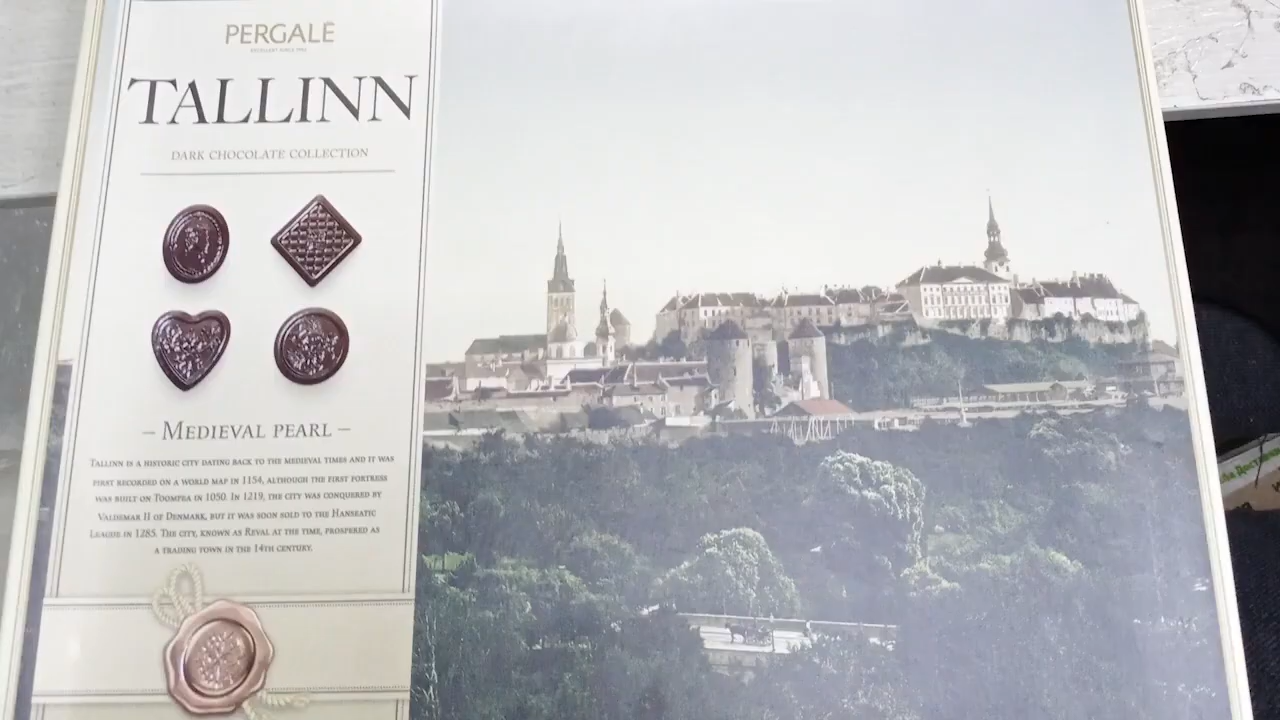 PERGALĖ
EXCELLENT SINCE 1952
TALLINN
DARK CHOCOLATE COLLECTION
– MEDIEVAL PEARL –
TALLINN IS A HISTORIC CITY DATING BACK TO THE MEDIEVAL TIMES AND IT WAS
FIRST RECORDED ON A WORLD MAP IN 1154, ALTHOUGH THE FIRST FORTRESS
WAS BUILT ON TOOMPEA IN 1050. IN 1219, THE CITY WAS CONQUERED BY
VALDEMAR II OF DENMARK, BUT IT WAS SOON SOLD TO THE HANSEATIC
LEAGUE IN 1285. THE CITY, KNOWN AS REVAL AT THE TIME, PROSPERED AS
A TRADING TOWN IN THE 14TH CENTURY.